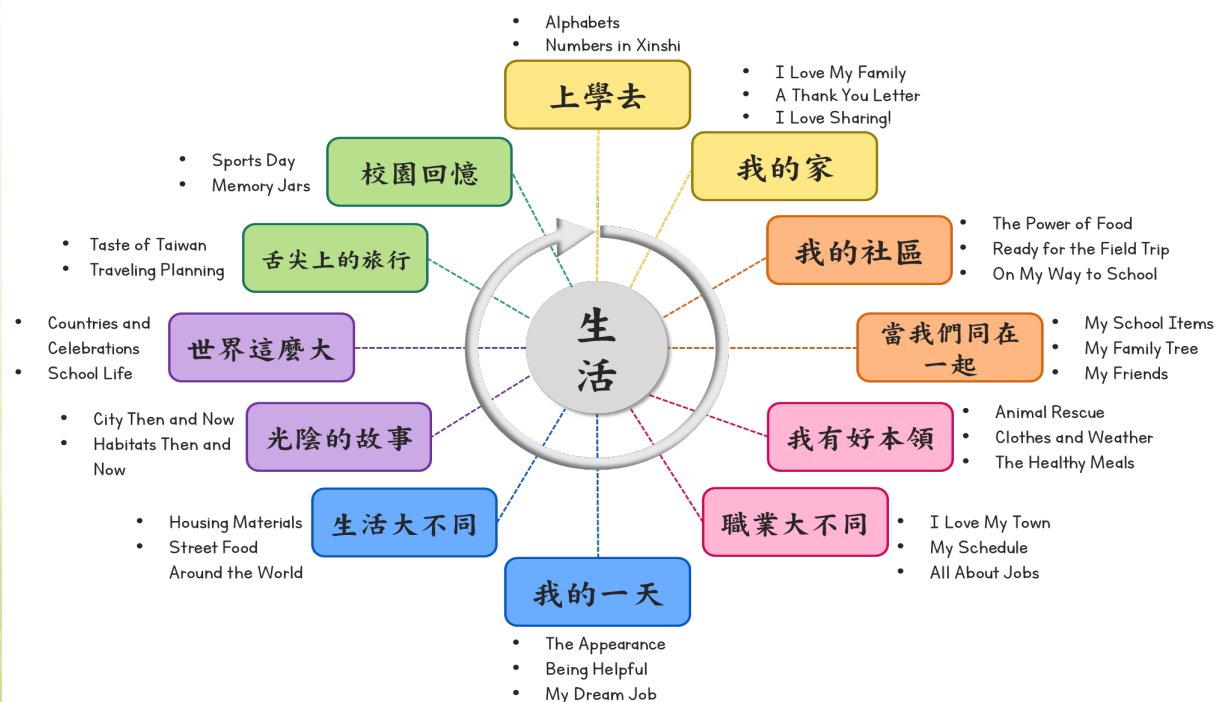 • Alphabets
• Numbers in Xinshi
上學去
• I Love My Family
• A Thank You Letter
• I Love Sharing!
我的家
• The Power of Food
• Ready for the Field Trip
• On My Way to School
我的社區
• My School Items
• My Family Tree
• My Friends
當我們同在
一起
• Animal Rescue
• Clothes and Weather
• The Healthy Meals
我有好本領
• I Love My Town
• My Schedule
• All About Jobs
職業大不同
我的一天
• The Appearance
• Being Helpful
• My Dream Job
生活大不同
• Housing Materials
• Street Food
Around the World
光陰的故事
• City Then and Now
• Habitats Then and
Now
世界這麼大
• Countries and
Celebrations
• School Life
舌尖上的旅行
• Taste of Taiwan
• Traveling Planning
校園回憶
• Sports Day
• Memory Jars
生
活